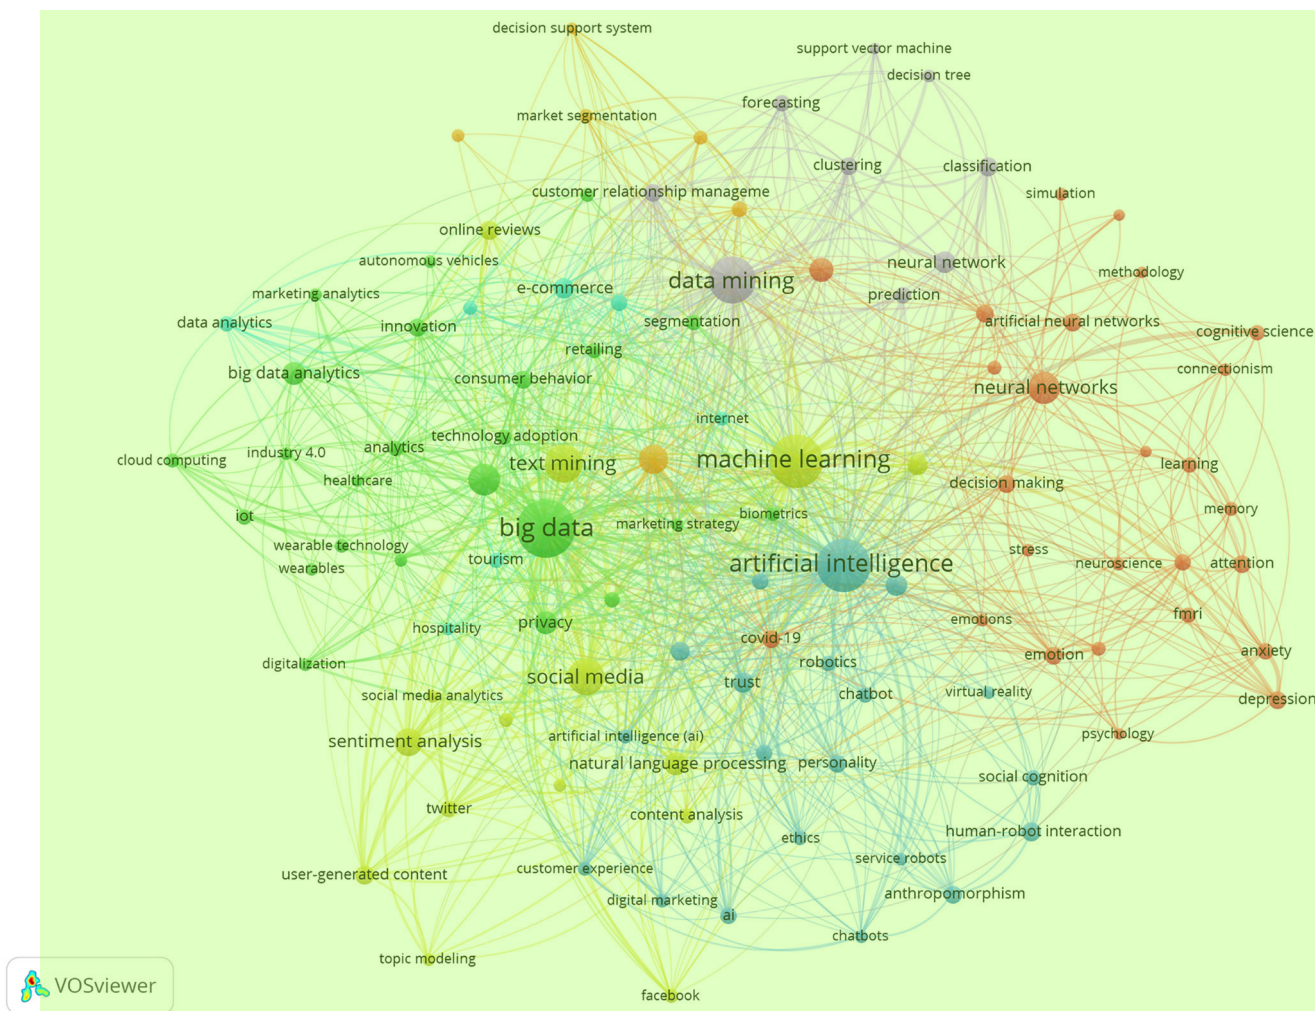 decision support system
support vector machine
decision tree
forecasting
market segmentation
clustering
classification
customer relationship manageme
simulation
online reviews
autonomous vehicles
neural network
methodology
data mining
e-commerce
marketing analytics
prediction
data analytics
segmentation
artificial neural networks
innovation
cognitive science
retailing
big data analytics
consumer behavior
connectionism
neural networks
internet
technology adoption
analytics
industry 4.0
cloud computing
text mining
machine learning
learning
healthcare
decision making
memory
iot
big data
marketing strategy
biometrics
wearable technology
stress
tourism
artificial intelligence
neuroscience
attention
wearables
fmri
privacy
emotions
hospitality
covid-19
anxiety
emotion
digitalization
robotics
social media
trust
chatbot
virtual reality
social media analytics
depression
psychology
artificial intelligence (ai)
sentiment analysis
natural language processing
personality
social cognition
twitter
content analysis
human-robot interaction
ethics
service robots
customer experience
user-generated content
anthropomorphism
digital marketing
ai
chatbots
topic modeling
VOSviewer
facebook